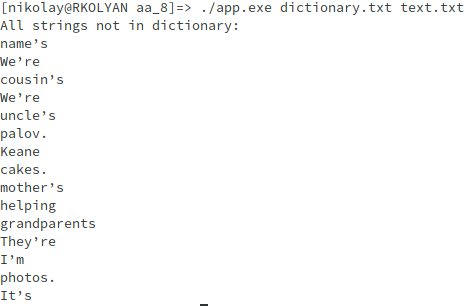 [nikolay@RKOLYAN aa_8]=> ./app.exe dictionary.txt text.txt
All strings not in dictionary:
name’s
We’re
cousin’s
We’re
uncle’s
palov.
Keane
cakes.
mother’s
helping
grandparents
They’re
I’m
photos.
It’s